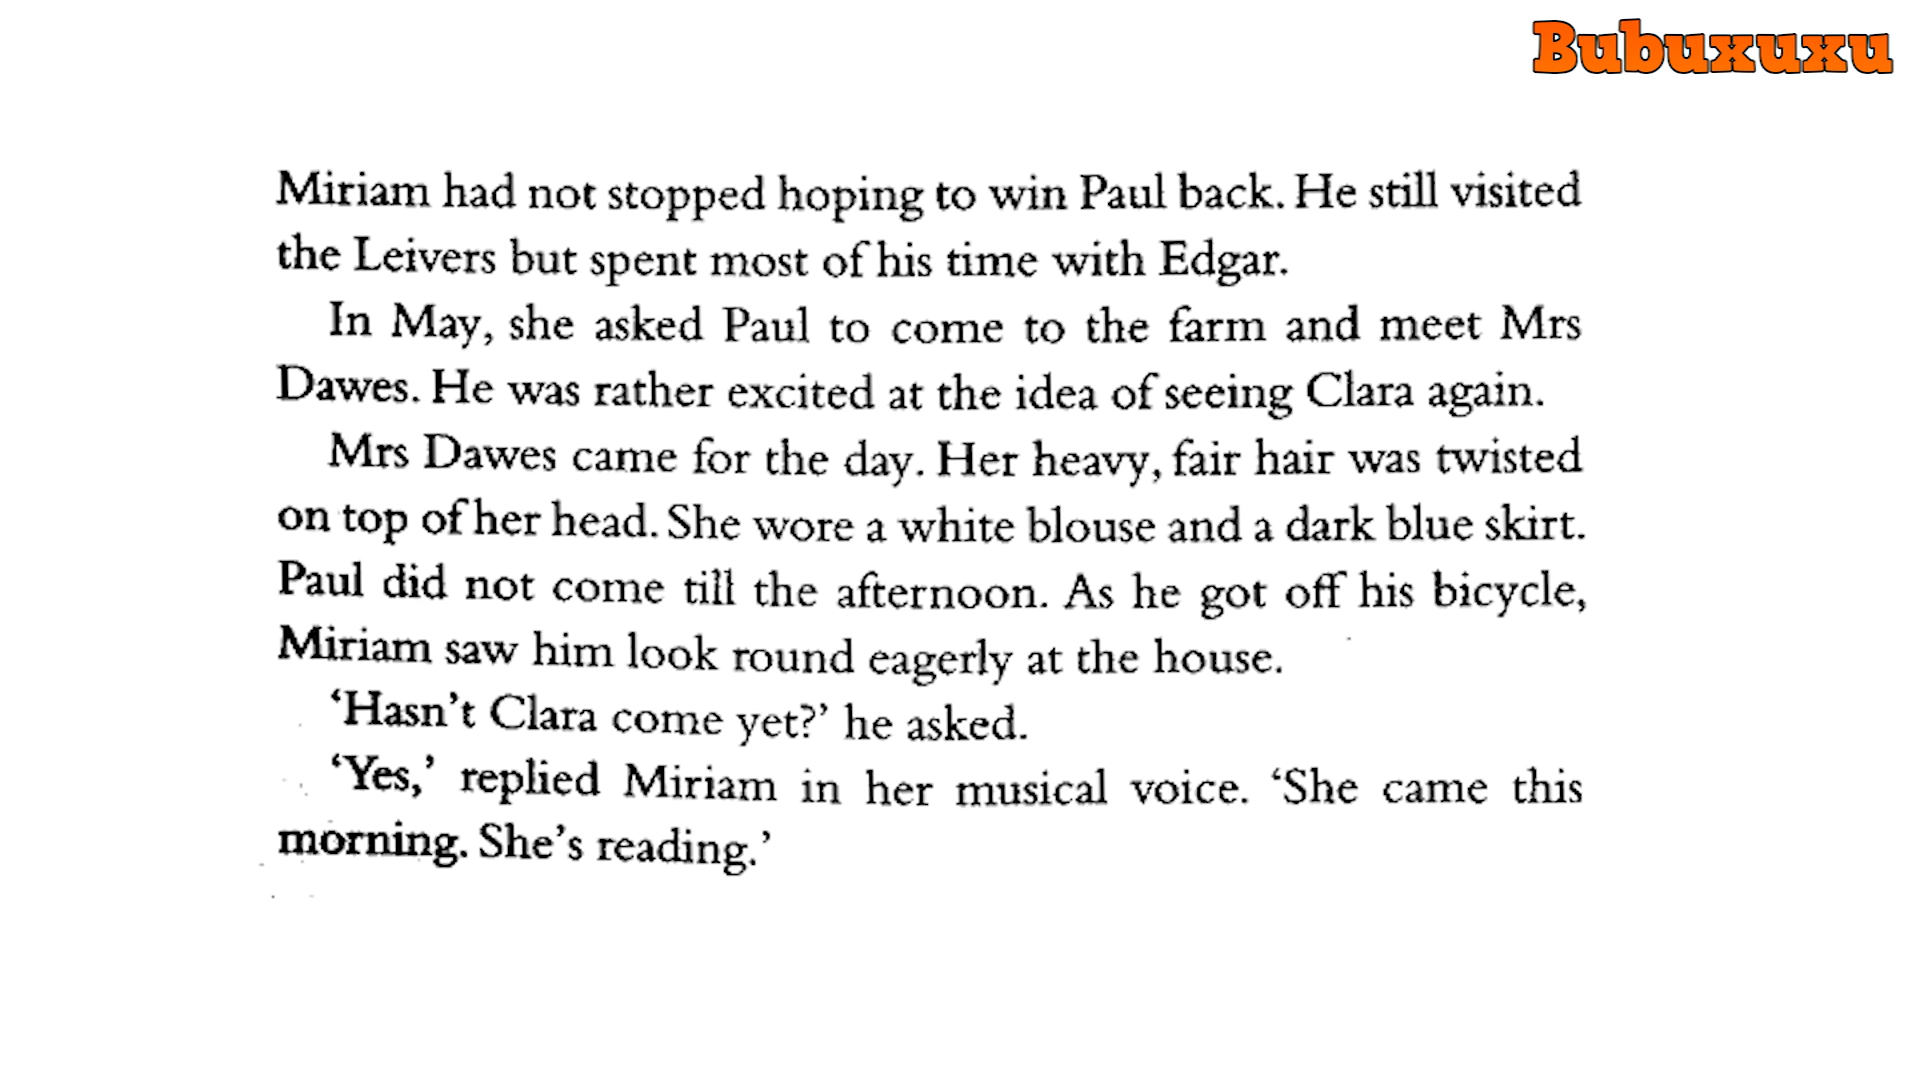 Bubuxuxu
Miriam had not stopped hoping to win Paul back. He still visited
the Leivers but spent most of his time with Edgar.
In May, she asked Paul to come to the farm and meet Mrs
Dawes. He was rather excited at the idea of seeing Clara again.
Mrs Dawes came for the day. Her heavy, fair hair was twisted
on top of her head. She wore a white blouse and a dark blue skirt.
Paul did not come till the afternoon. As he got off his bicycle,
Miriam saw him look round eagerly at the house.
‘Hasn’t Clara come yet?’ he asked.
‘Yes,’ replied Miriam in her musical voice. ‘She came this
morning. She’s reading.’